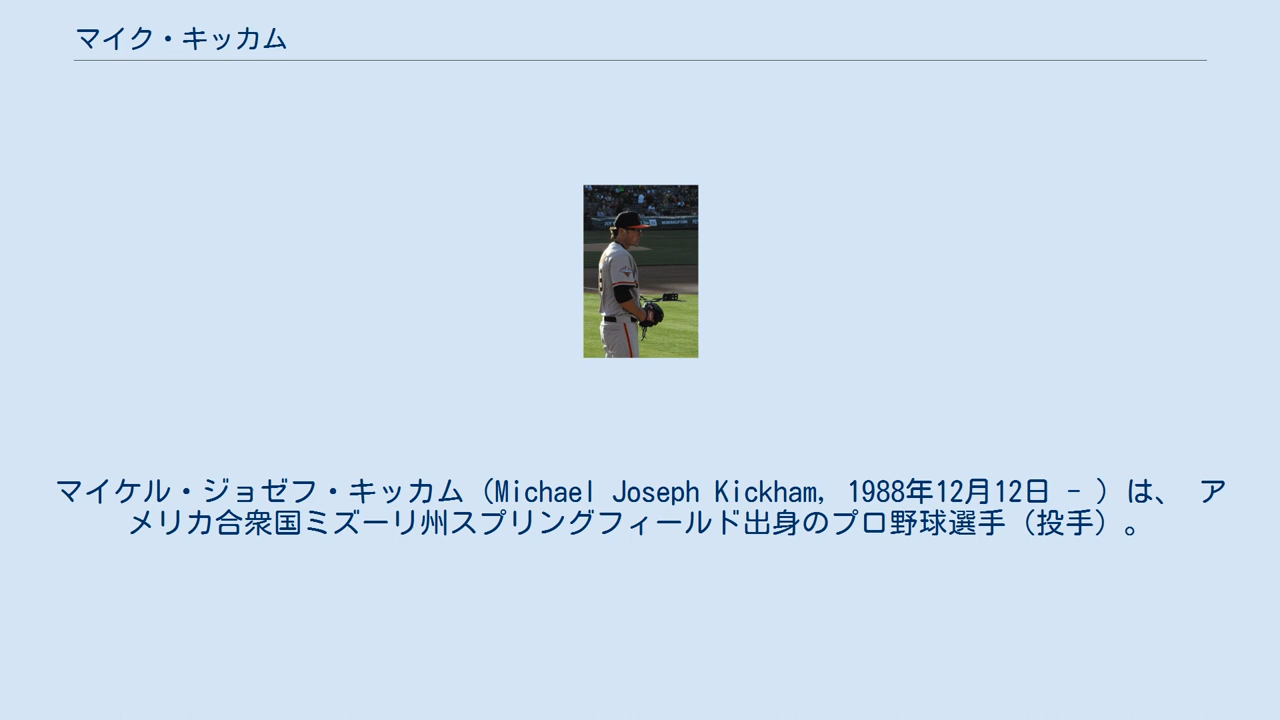 マイク・キッカム
マイケル・ジョゼフ・キッカム（Michael Joseph Kickham, 1988年12月12日 - ）は、 ア
メリカ合衆国ミズーリ州スプリングフィールド出身のプロ野球選手（投手）。